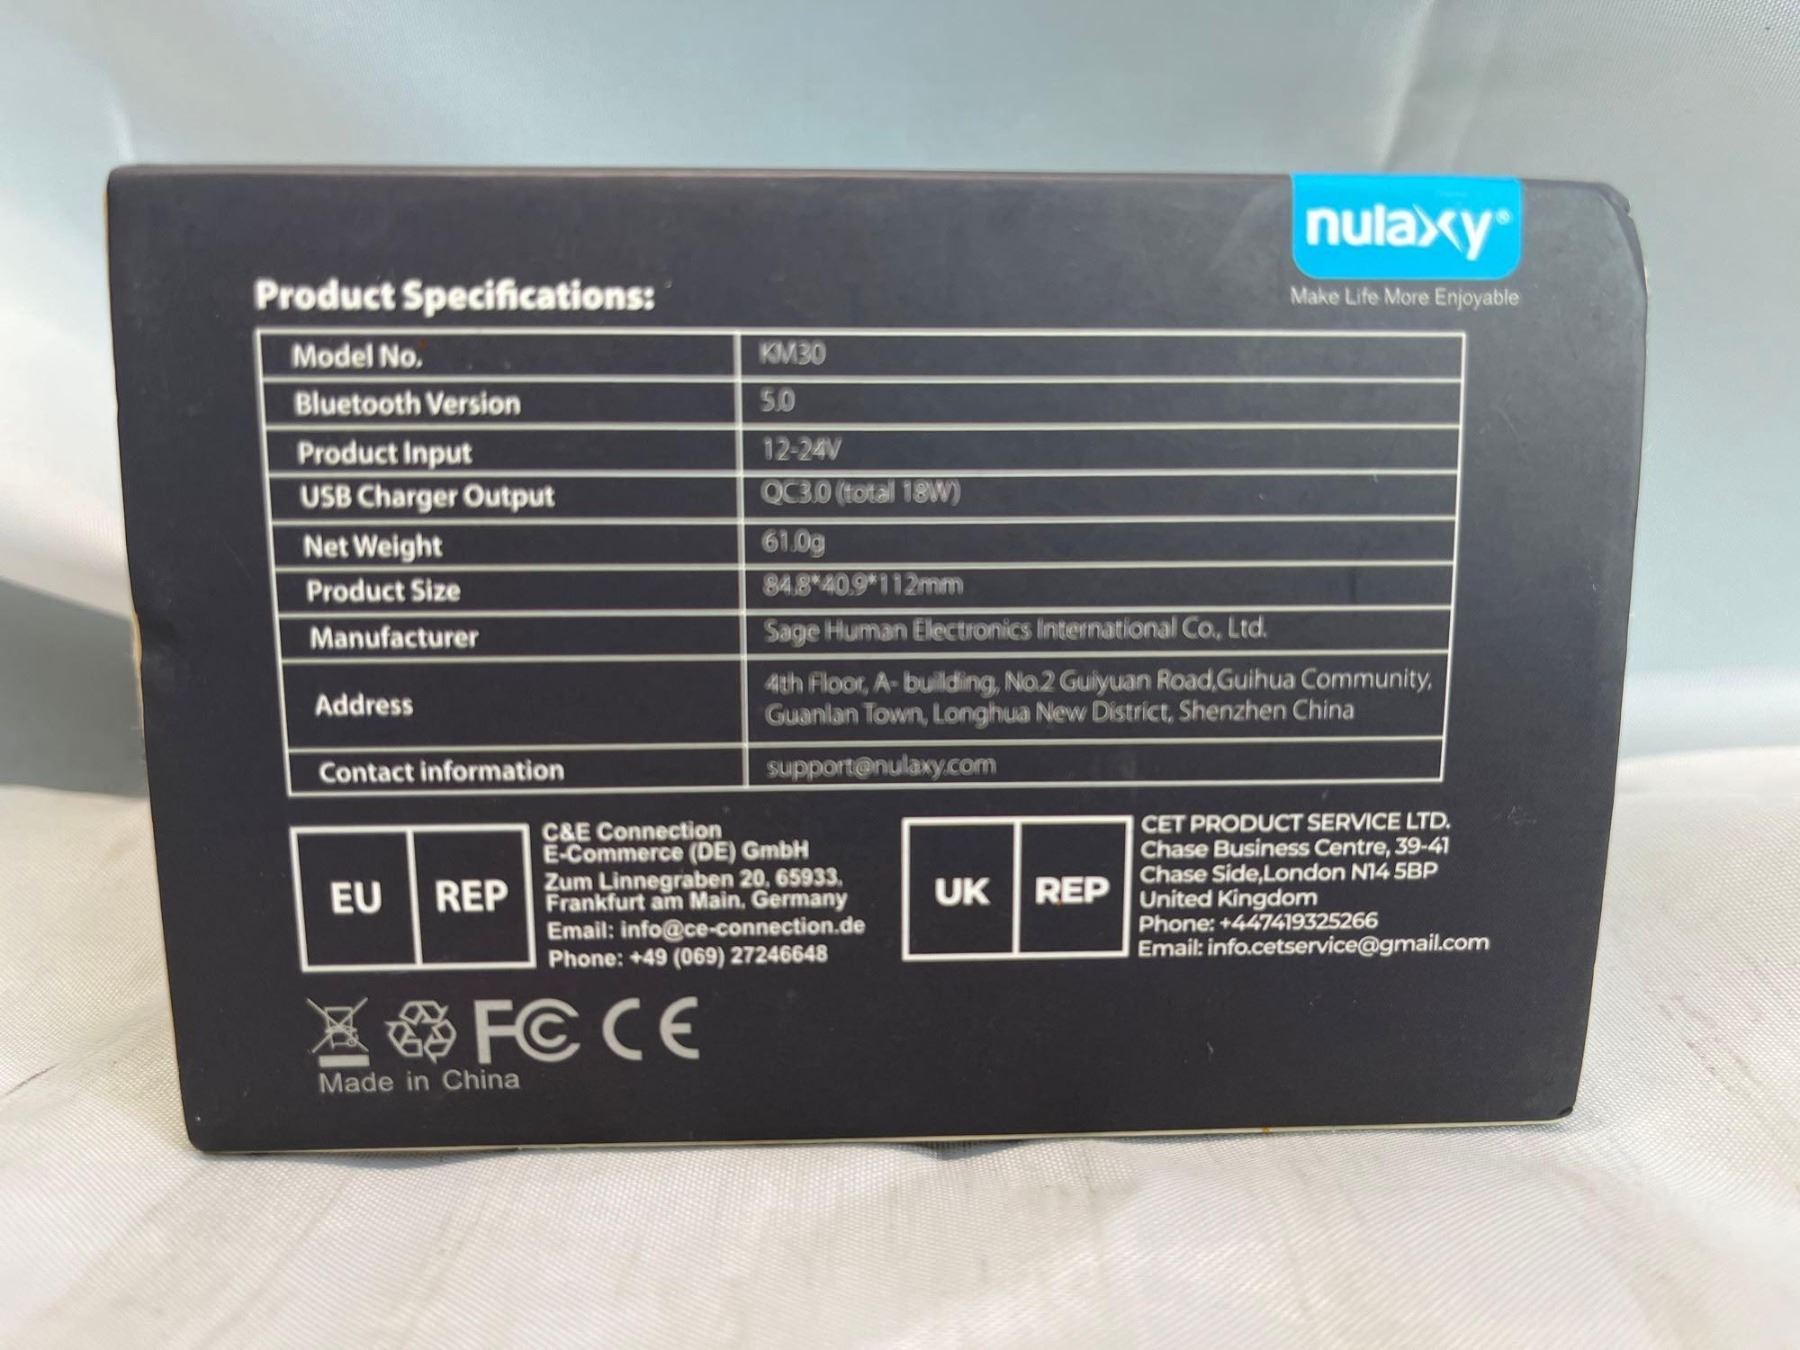 nulaxy®
Make Life More Enjoyable
Product Specifications:
Model No. KM30
Bluetooth Version 5.0
Product Input 12-24V
USB Charger Output QC3.0 (total 18W)
Net Weight 61.0g
Product Size 84.8*40.9*112mm
Manufacturer Sage Human Electronics International Co., Ltd.
Address 4th Floor, A- building, No.2 Guiyuan Road,Guihua Community,
Guanlan Town, Longhua New District, Shenzhen China
Contact information support@nulaxy.com
EU REP
C&E Connection
E-Commerce (DE) GmbH
Zum Linnegraben 20, 65933,
Frankfurt am Main. Germany
Email: info@ce-connection.de
Phone: +49 (069) 27246648
UK REP
CET PRODUCT SERVICE LTD.
Chase Business Centre, 39-41
Chase Side,London N14 5BP
United Kingdom
Phone: +447419325266
Email: info.cetservice@gmail.com
FC CE
Made in China